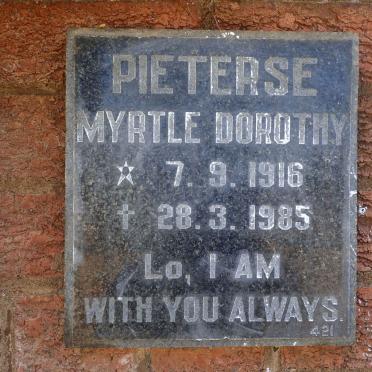 PIETERSE
MYRTLE DOROTHY
☆ 7. 9. 1916
† 28. 3. 1985
Lo, I AM
WITH YOU ALWAYS.
421